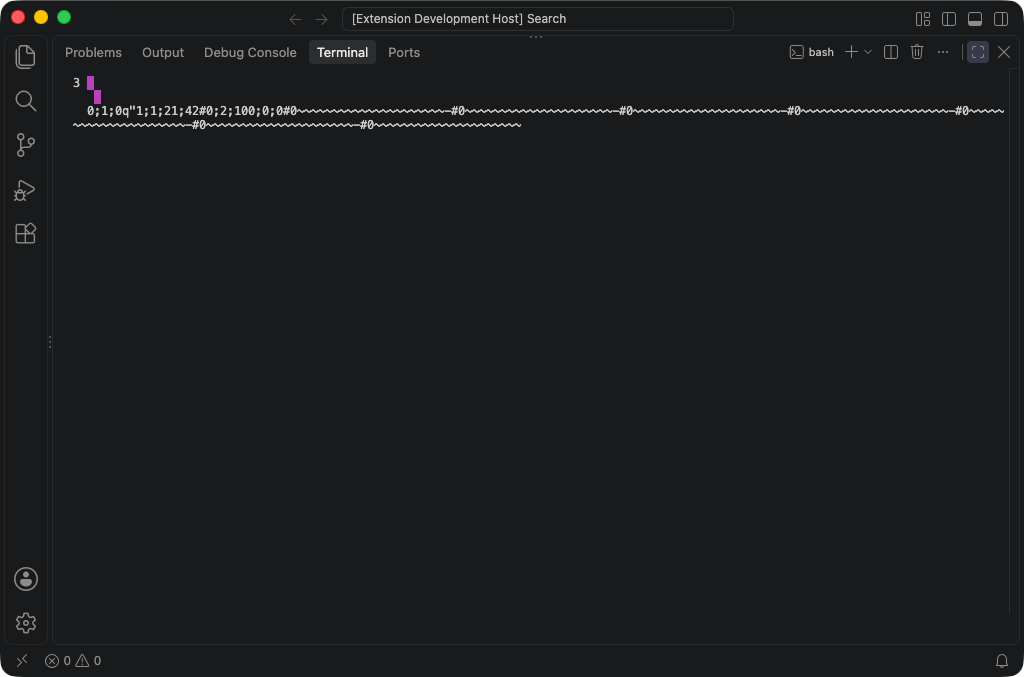 [Extension Development Host] Search
Problems Output Debug Console Terminal Ports
bash
3
0;1;0q"1;1;21;42#0;2;100;0;0#0~~~~~~~~~~~~~~~~~~~~~-#0~~~~~~~~~~~~~~~~~~~~~-#0~~~~~~~~~~~~~~~~~~~~~-#0~~~~~~~~~~~~~~~~~~~~~-#0~~~~~
~~~~~~~~~~~~~~~~-#0~~~~~~~~~~~~~~~~~~~~~-#0~~~~~~~~~~~~~~~~~~~~~
0 0